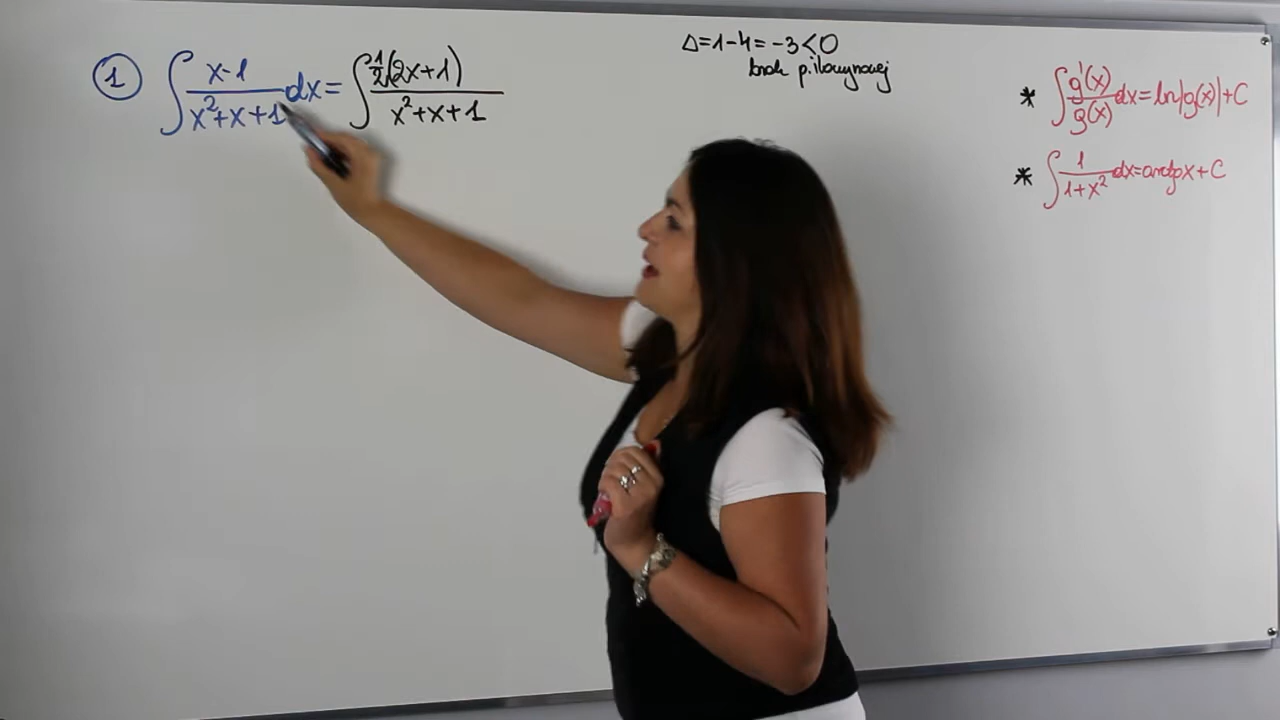 ① ∫ x-1 / x²+x+1 dx = ∫ ½(2x+1) / x²+x+1
Δ=1-4=-3<0
brak p. iloczynowej
* ∫ g'(x) / g(x) dx=ln|g(x)|+C
* ∫ 1 / 1+x² dx=arctgx+C